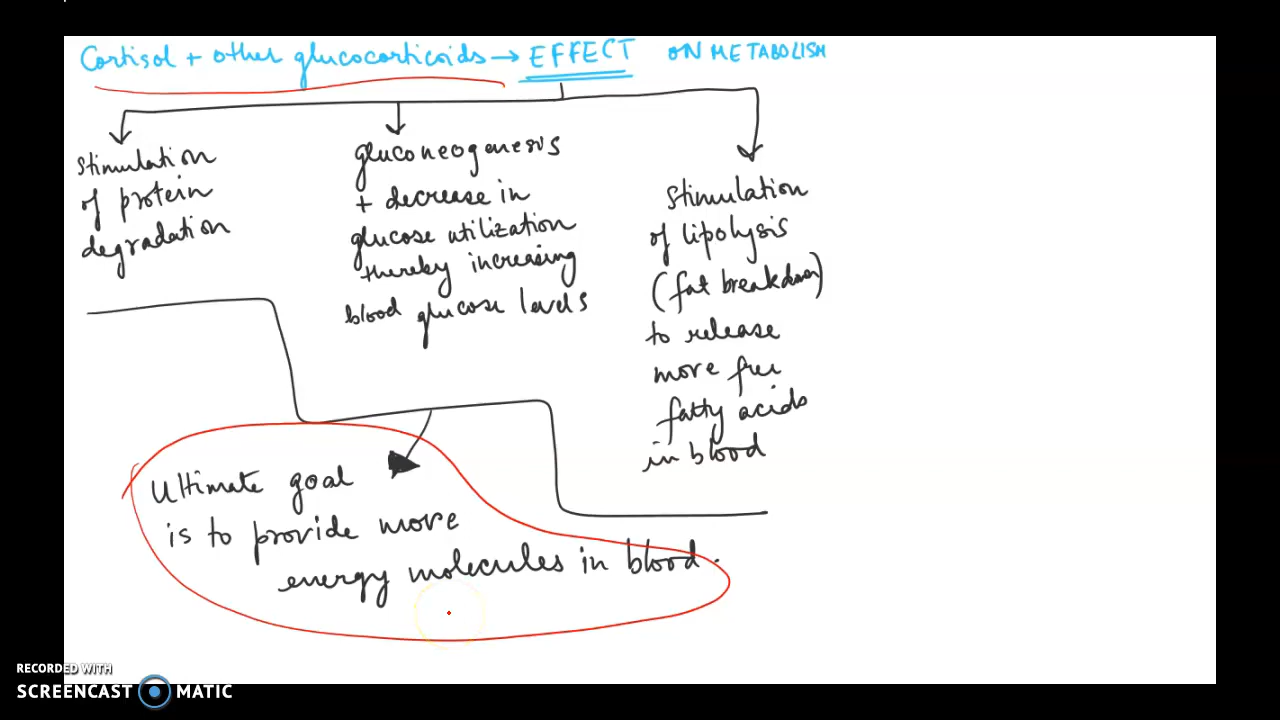 Cortisol + other glucocorticoids → EFFECT ON METABOLISM
Stimulation
of protein
degradation
gluconeogenesis
+ decrease in
glucose utilization
thereby increasing
blood glucose levels
Stimulation
of lipolysis
(fat breakdown)
to release
more free
fatty acids
in blood
Ultimate goal
is to provide more
energy molecules in blood.
RECORDED WITH
SCREENCAST MATIC